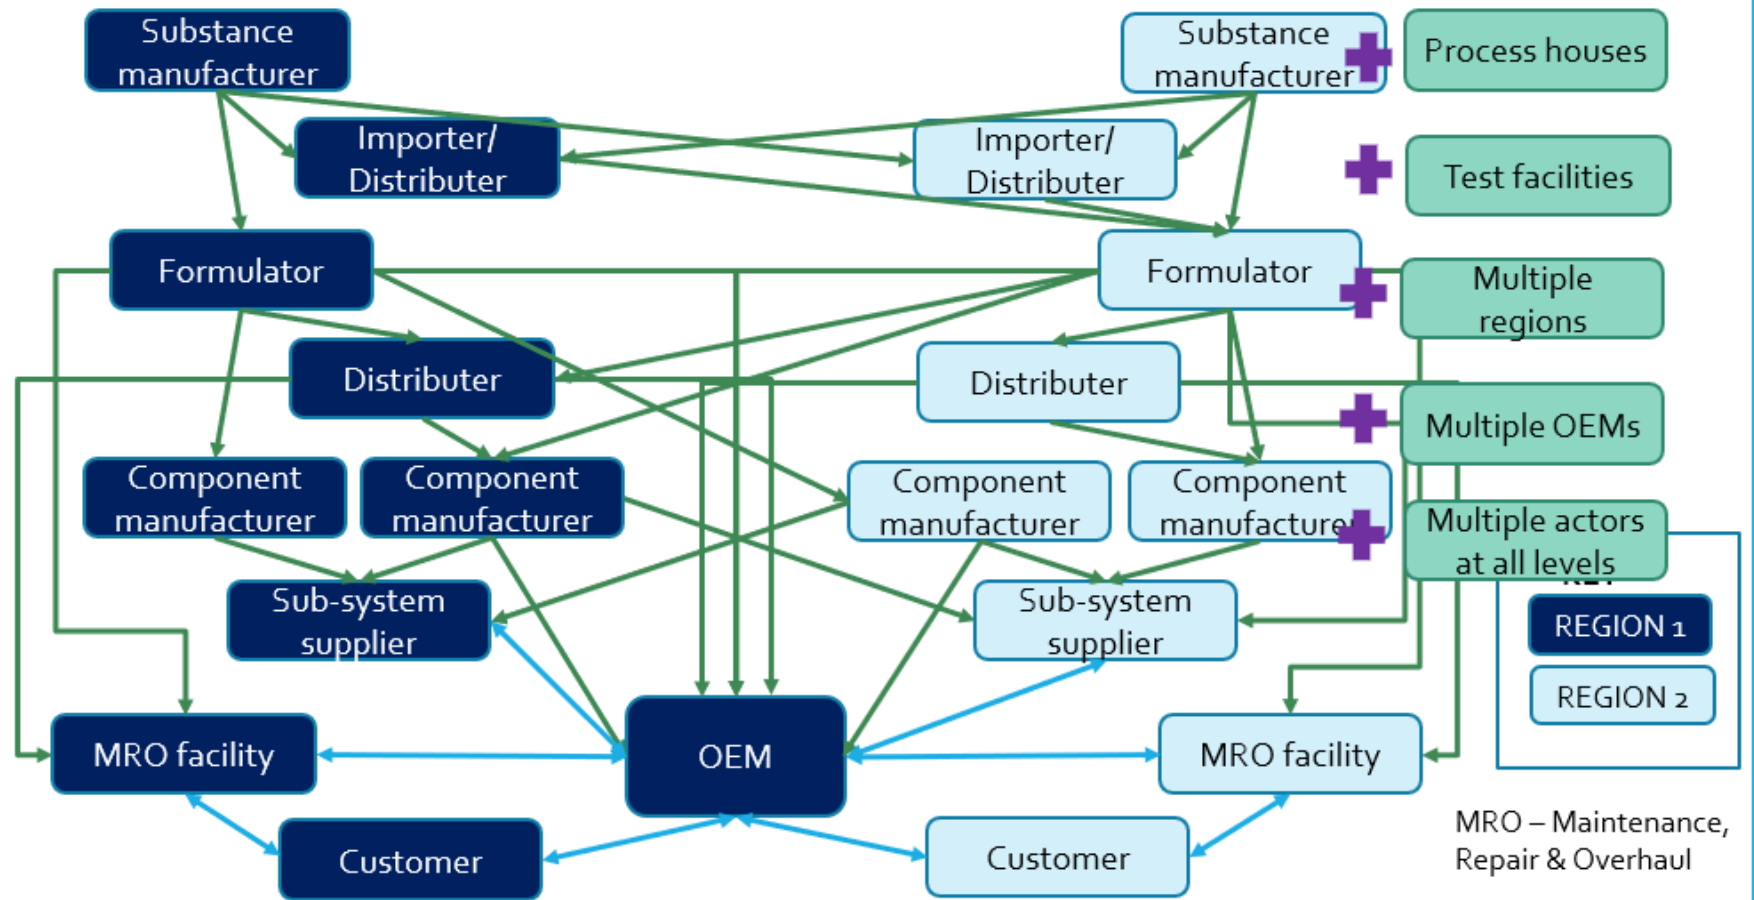 Substance
manufacturer
Substance
manufacturer
Process houses
Importer/
Distributer
Importer/
Distributer
Test facilities
Formulator
Formulator
Multiple
regions
Distributer
Distributer
Multiple OEMs
Component
manufacturer
Component
manufacturer
Component
manufacturer
Component
manufacturer
Multiple actors
at all levels
Sub-system
supplier
Sub-system
supplier
REGION 1
REGION 2
MRO facility
OEM
MRO facility
Customer
Customer
MRO – Maintenance,
Repair & Overhaul